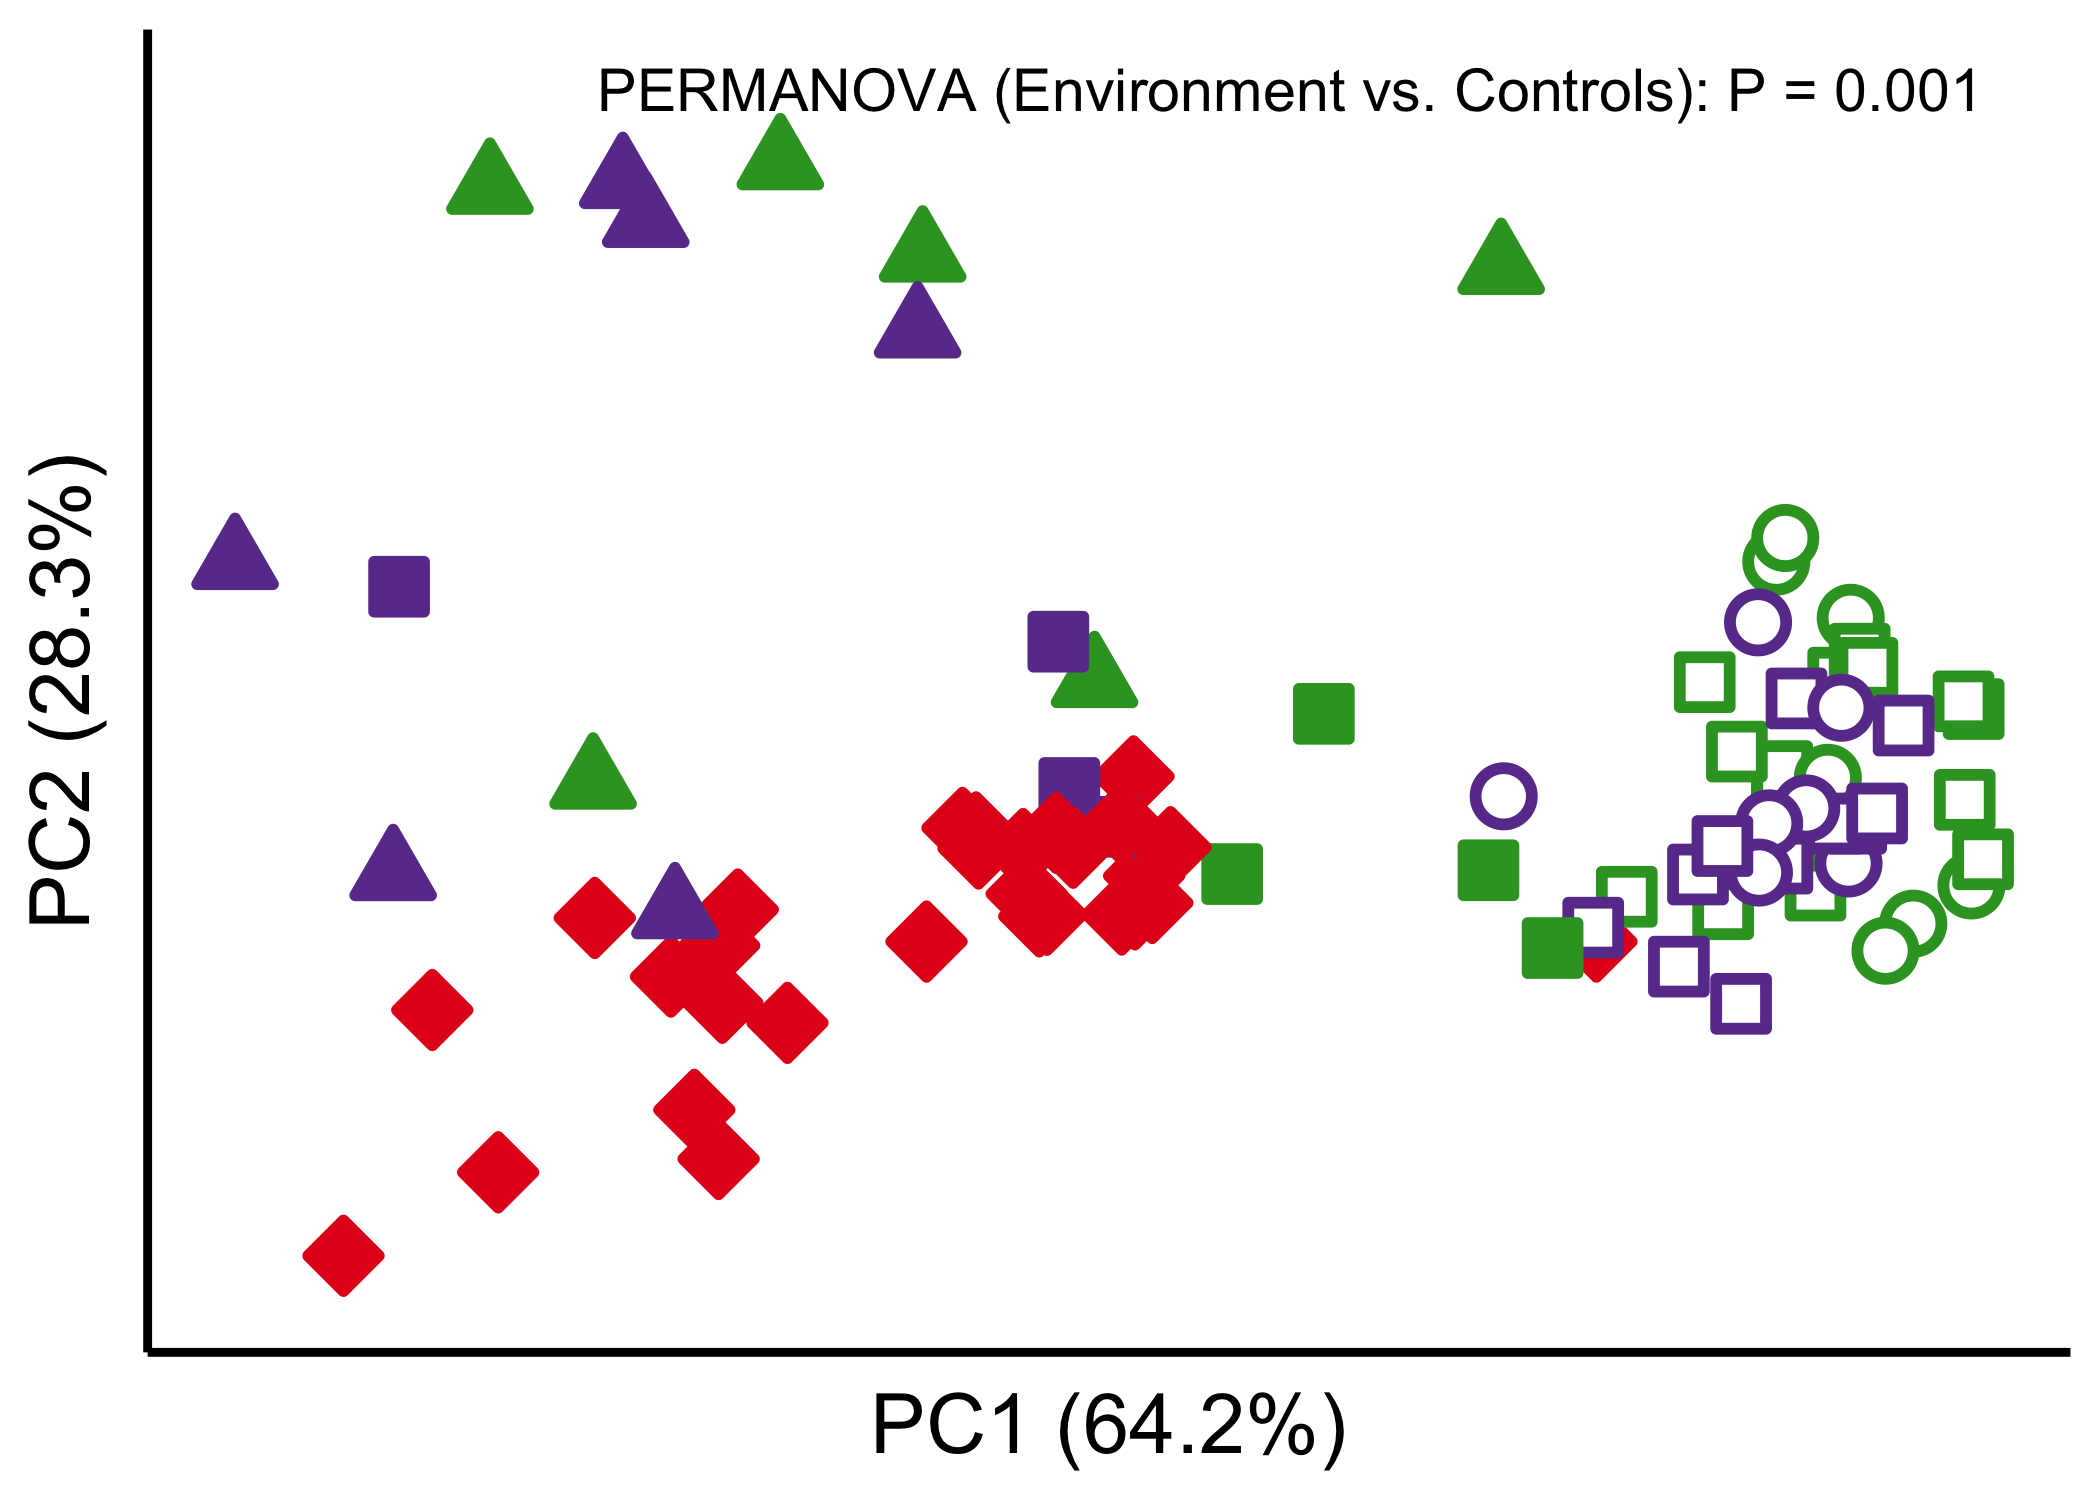 PERMANOVA (Environment vs. Controls): P = 0.001
PC2 (28.3%)
PC1 (64.2%)